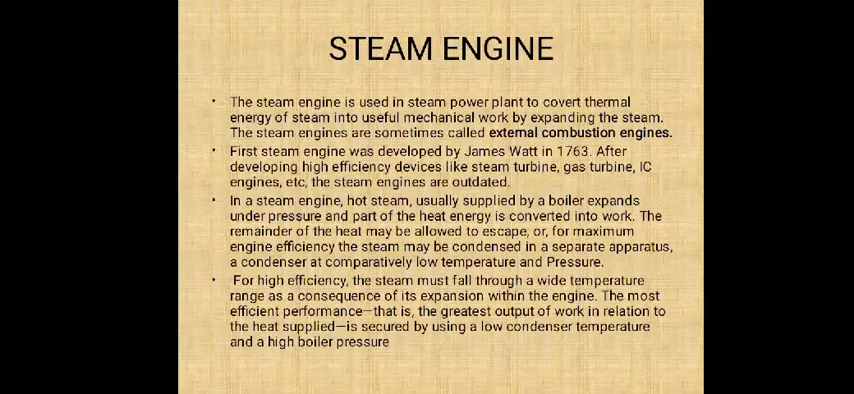 STEAM ENGINE
• The steam engine is used in steam power plant to covert thermal
energy of steam into useful mechanical work by expanding the steam.
The steam engines are sometimes called external combustion engines.
• First steam engine was developed by James Watt in 1763. After
developing high efficiency devices like steam turbine, gas turbine, IC
engines, etc, the steam engines are outdated.
• In a steam engine, hot steam, usually supplied by a boiler expands
under pressure and part of the heat energy is converted into work. The
remainder of the heat may be allowed to escape, or, for maximum
engine efficiency the steam may be condensed in a separate apparatus,
a condenser at comparatively low temperature and Pressure.
• For high efficiency, the steam must fall through a wide temperature
range as a consequence of its expansion within the engine. The most
efficient performance—that is, the greatest output of work in relation to
the heat supplied—is secured by using a low condenser temperature
and a high boiler pressure